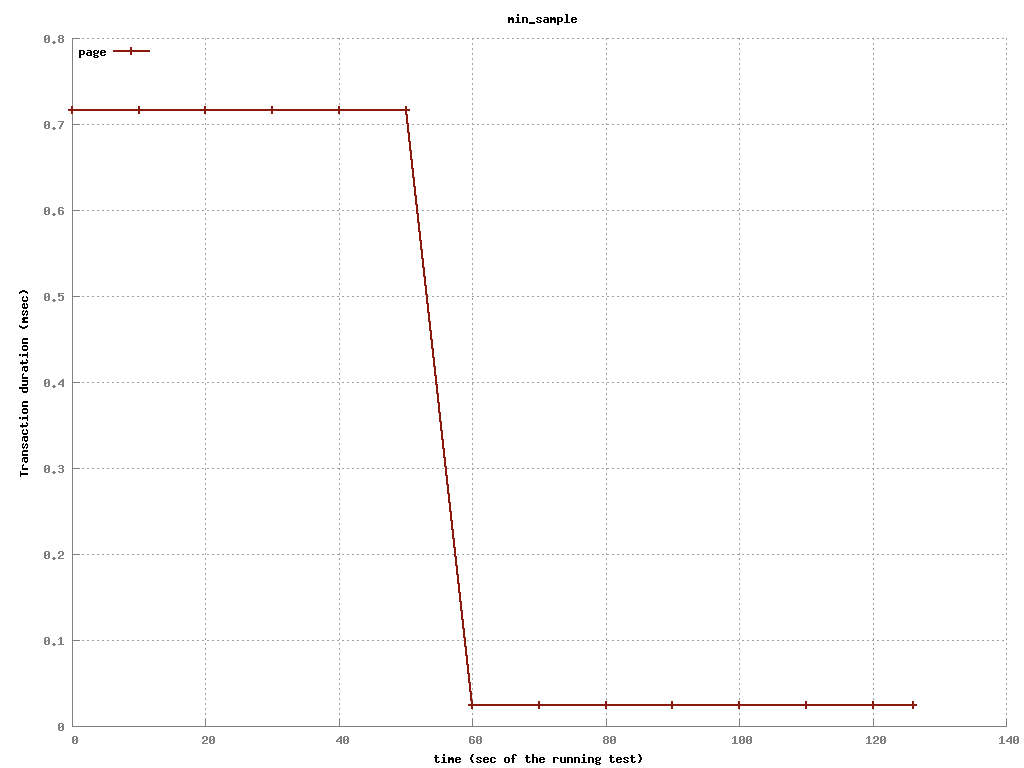 min_sample
page
0.8
0.7
0.6
0.5
0.4
0.3
0.2
0.1
0
Transaction duration (msec)
0 20 40 60 80 100 120 140
time (sec of the running test)